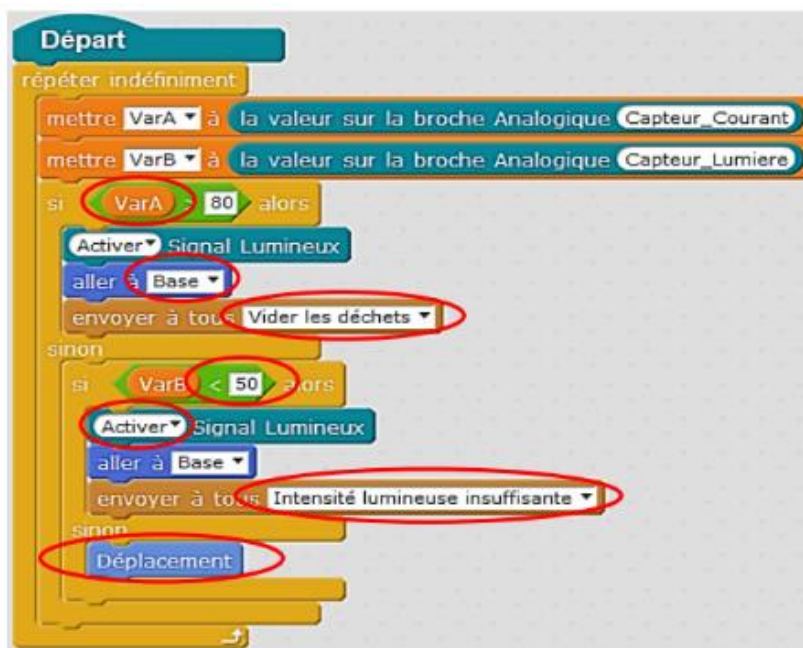 Départ
répéter indéfiniment
mettre VarA à la valeur sur la broche Analogique Capteur_Courant
mettre VarB à la valeur sur la broche Analogique Capteur_Lumiere
si VarA > 80 alors
Activer Signal Lumineux
aller à Base
envoyer à tous Vider les déchets
sinon
si VarB < 50 alors
Activer Signal Lumineux
aller à Base
envoyer à tous Intensité lumineuse insuffisante
sinon
Déplacement